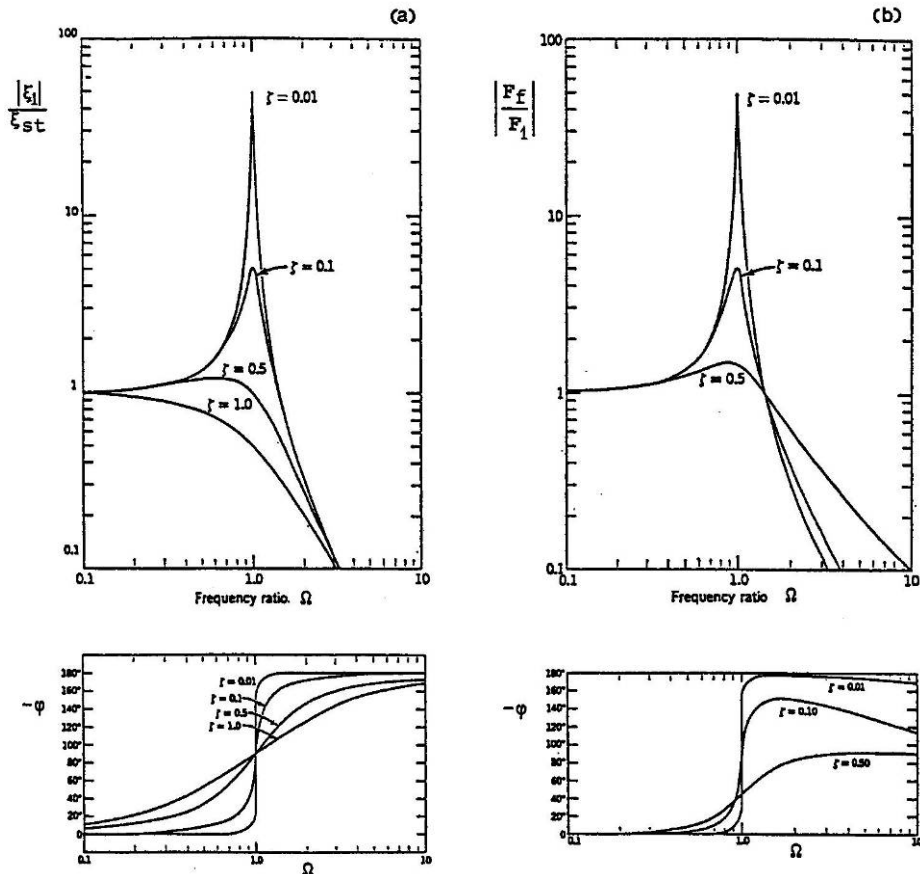 (a)
100
|ξ₁|
ξst
ζ = 0.01
10
ζ = 0.1
ζ = 0.5
1
ζ = 1.0
0.1
0.1 1.0 10
Frequency ratio. Ω
180°
160°
140°
120°
100°
80°
60°
40°
20°
0
−φ
ζ = 0.01
ζ = 0.1
ζ = 0.5
ζ = 1.0
0.1 1.0 10
Ω
(b)
100
|F_f
F₁|
ζ = 0.01
10
ζ = 0.1
1
ζ = 0.5
0.1
0.1 1.0 10
Frequency ratio Ω
180°
160°
140°
120°
100°
80°
60°
40°
20°
0
−φ
ζ = 0.01
ζ = 0.10
ζ = 0.50
0.1 1.0 10
Ω